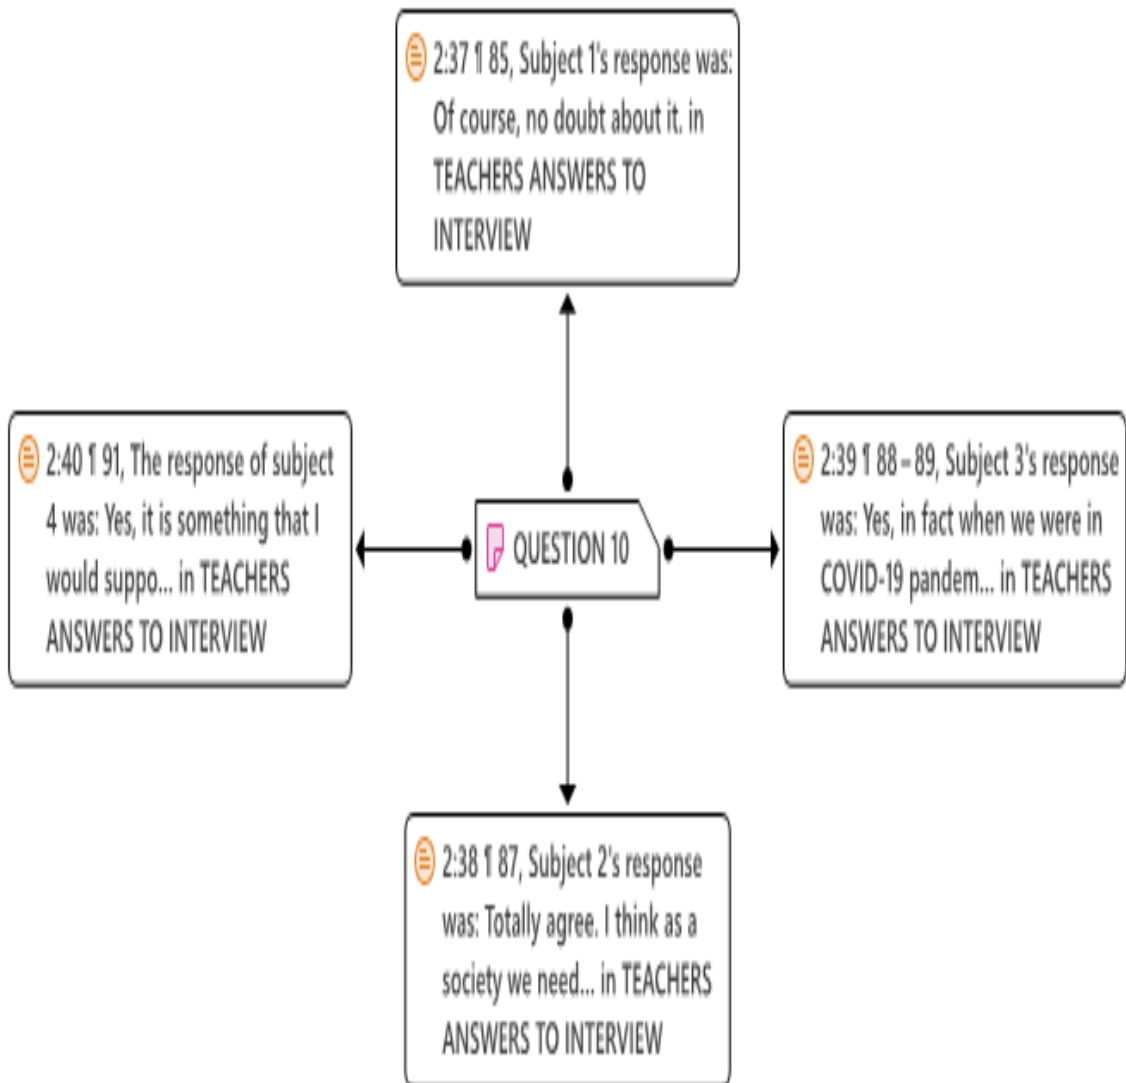 2:37 ¶ 85, Subject 1's response was:
Of course, no doubt about it. in
TEACHERS ANSWERS TO
INTERVIEW
2:40 ¶ 91, The response of subject
4 was: Yes, it is something that I
would suppo... in TEACHERS
ANSWERS TO INTERVIEW
QUESTION 10
2:39 ¶ 88 – 89, Subject 3's response
was: Yes, in fact when we were in
COVID-19 pandem... in TEACHERS
ANSWERS TO INTERVIEW
2:38 ¶ 87, Subject 2's response
was: Totally agree. I think as a
society we need... in TEACHERS
ANSWERS TO INTERVIEW